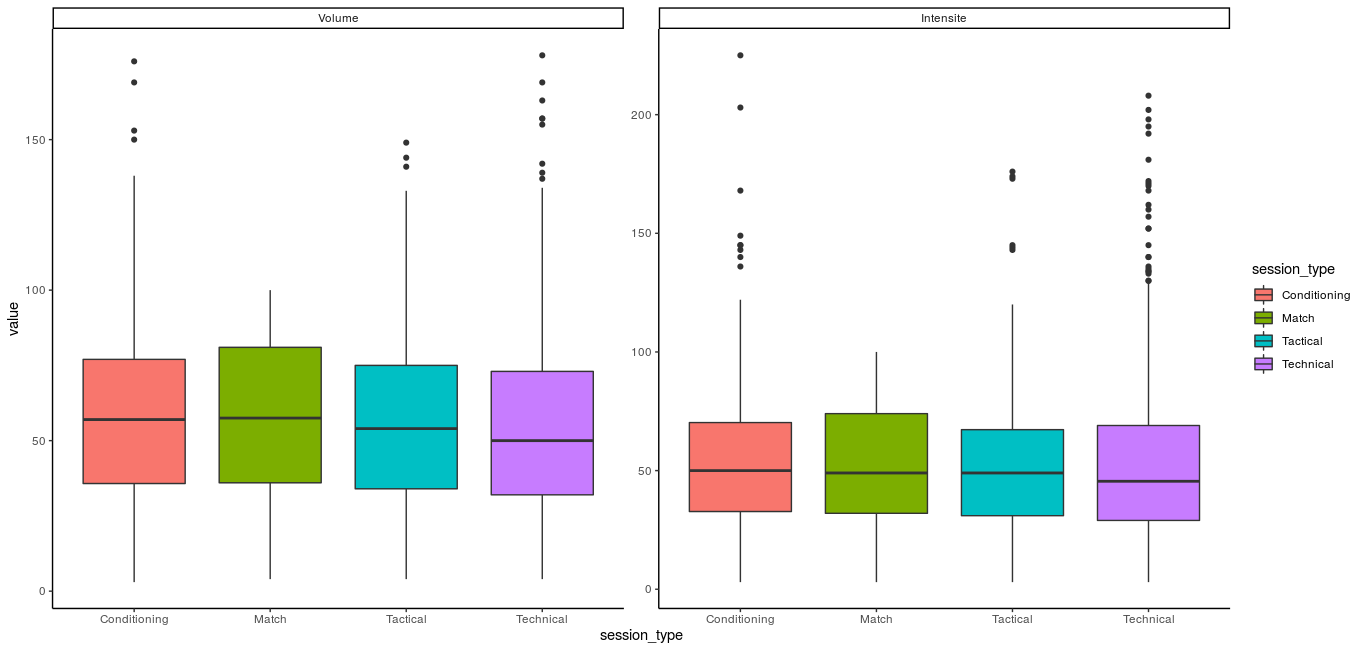 Volume
Intensite
value
150
100
50
0
200
150
100
50
0
Conditioning
Match
Tactical
Technical
Conditioning
Match
Tactical
Technical
session_type
session_type
Conditioning
Match
Tactical
Technical